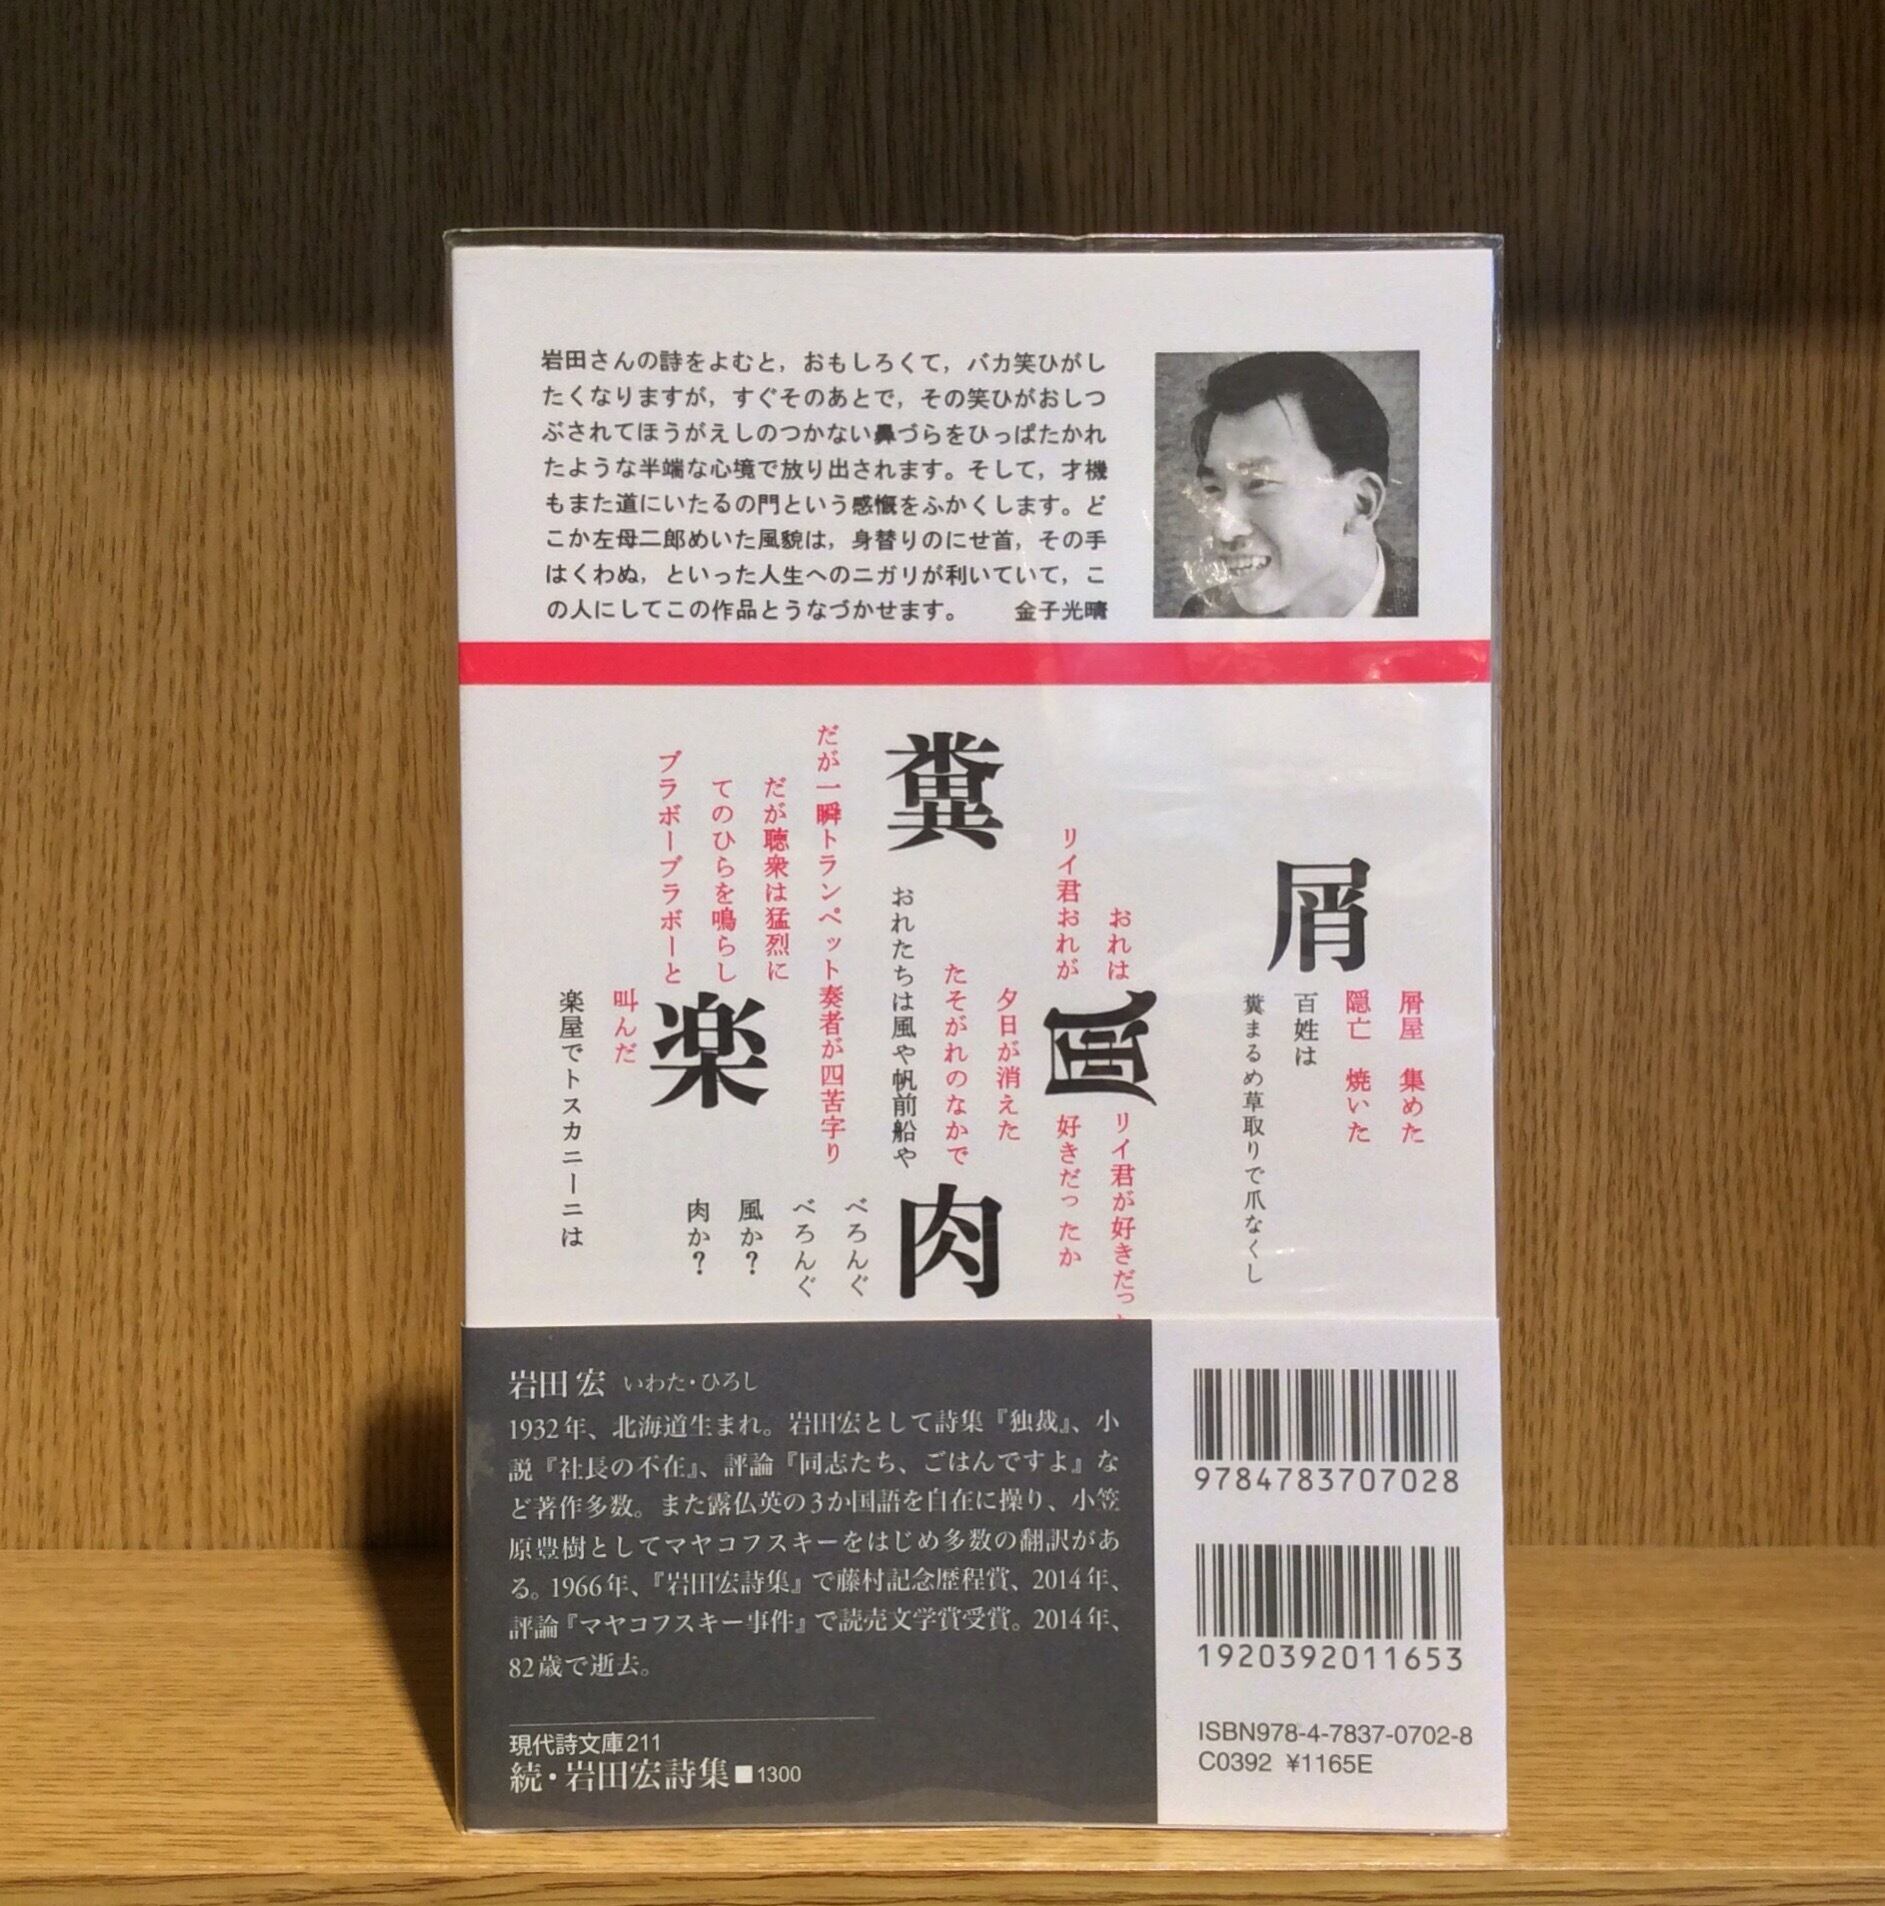 岩田さんの詩をよむと，おもしろくて，バカ笑ひがし
たくなりますが，すぐそのあとで，その笑ひがおしつ
ぶされてほうがえしのつかない鼻づらをひっぱたかれ
たような半端な心境で放り出されます。そして，才機
もまた道にいたるの門という感慨をふかくします。ど
こか左母二郎めいた風貌は，身替りのにせ首，その手
はくわぬ，といった人生へのニガリが利いていて，こ
の人にしてこの作品とうなづかせます。　金子光晴
屑屋　集めた
隠亡　焼いた
屑
百姓は
糞まるめ草取りで爪なくし
おれは
リイ君が好きだっ
リイ君おれが
好きだったか
夕日が消えた
たそがれのなかで
糞
おれたちは風や帆前船や
肉
べろんぐ
べろんぐ
風か？
肉か？
だが一瞬トランペット奏者が四苦字り
だが聴衆は猛烈に
てのひらを鳴らし
ブラボーブラボーと
楽
叫んだ
楽屋でトスカニーニは
岩田 宏 いわた・ひろし
1932年、北海道生まれ。岩田宏として詩集『独裁』、小
説『社長の不在』、評論『同志たち、ごはんですよ』な
ど著作多数。また露仏英の3か国語を自在に操り、小笠
原豊樹としてマヤコフスキーをはじめ多数の翻訳があ
る。1966年、『岩田宏詩集』で藤村記念歴程賞、2014年、
評論『マヤコフスキー事件』で読売文学賞受賞。2014年、
82歳で逝去。
現代詩文庫211
続・岩田宏詩集■1300
9784783707028
1920392011653
ISBN978-4-7837-0702-8
C0392 ¥1165E